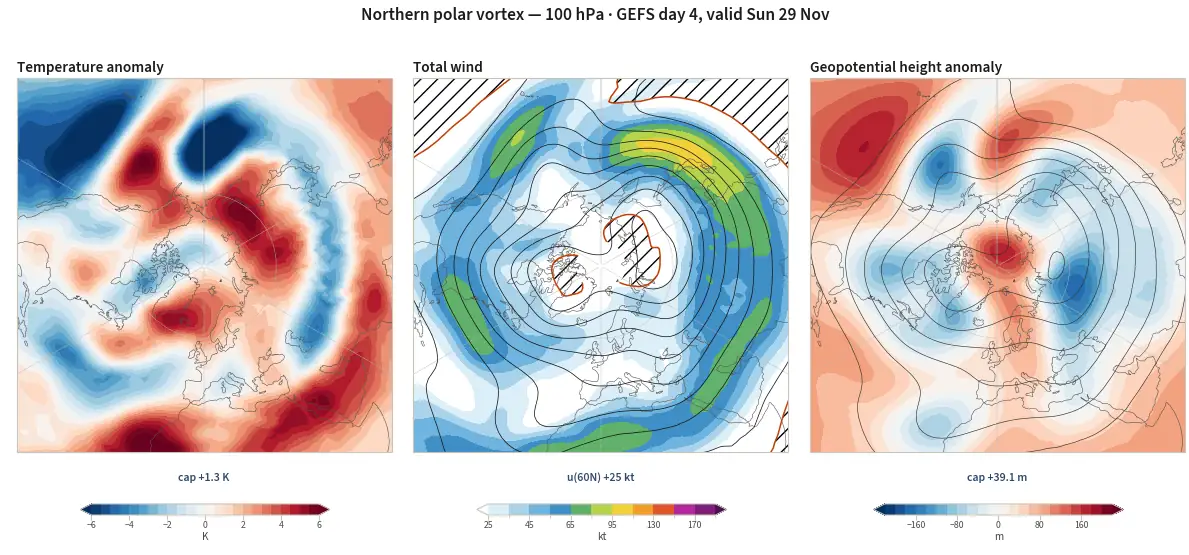 Northern polar vortex — 100 hPa · GEFS day 4, valid Sun 29 Nov
Temperature anomaly
Total wind
Geopotential height anomaly
cap +1.3 K
u(60N) +25 kt
cap +39.1 m
−6 −4 −2 0 2 4 6
K
25 45 65 95 130 170
kt
−160 −80 0 80 160
m